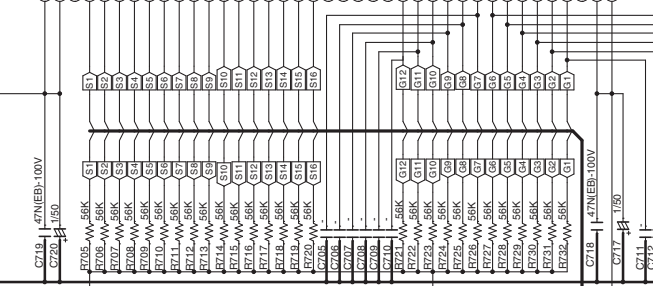 S1 S2 S3 S4 S5 S6 S7 S8 S9 S10 S11 S12 S13 S14 S15 S16 G12 G11 G10 G9 G8 G7 G6 G5 G4 G3 G2 G1
S1 S2 S3 S4 S5 S6 S7 S8 S9 S10 S11 S12 S13 S14 S15 S16 G12 G11 G10 G9 G8 G7 G6 G5 G4 G3 G2 G1
C719 47N(EB)-100V
C720 1/50
R705 56K
R706 56K
R707 56K
R708 56K
R709 56K
R710 56K
R711 56K
R712 56K
R713 56K
R714 56K
R715 56K
R716 56K
R717 56K
R718 56K
R719 56K
R720 56K
C705
C706
C707
C708
C709
C710
R721 56K
R722 56K
R723 56K
R724 56K
R725 56K
R726 56K
R727 56K
R728 56K
R729 56K
R730 56K
R731 56K
R732 56K
C718 47N(EB)-100V
C717 1/50
C711
C712